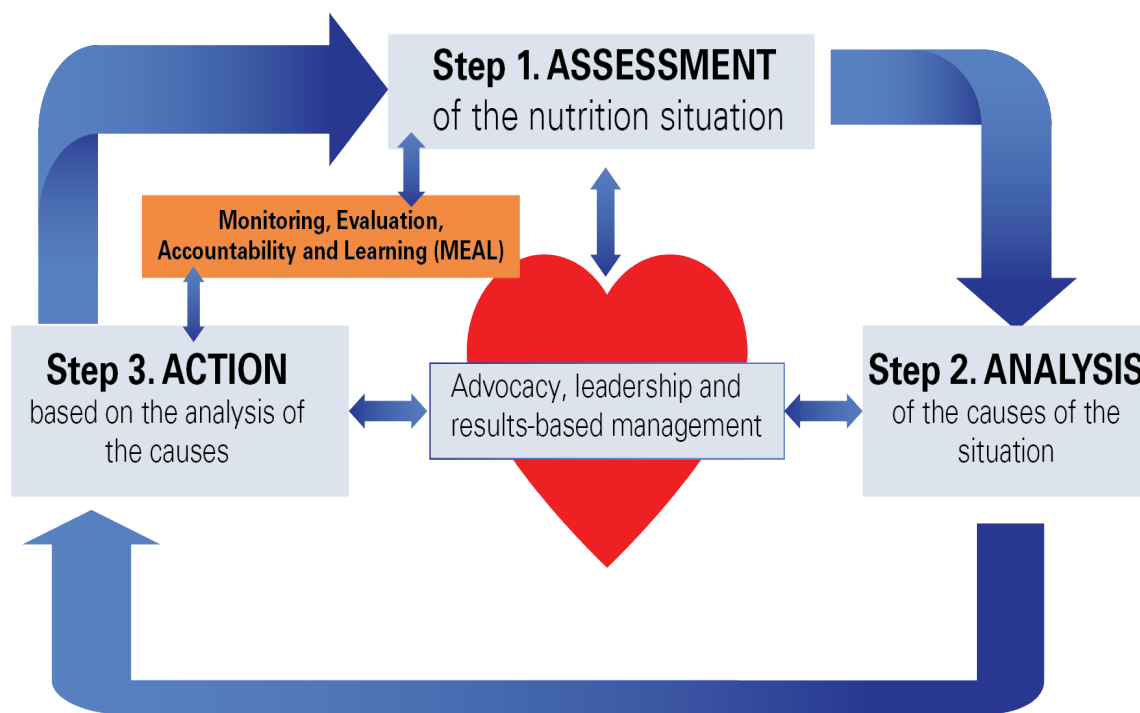 Step 1. ASSESSMENT
of the nutrition situation
Monitoring, Evaluation,
Accountability and Learning (MEAL)
Step 3. ACTION
based on the analysis of
the causes
Advocacy, leadership and
results-based management
Step 2. ANALYSIS
of the causes of the
situation